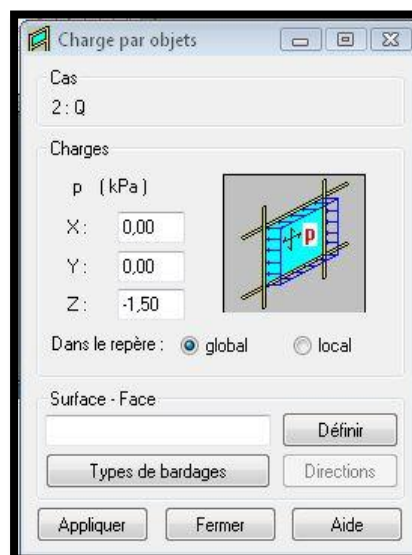 Charge par objets
Cas
2 : Q
Charges
p (kPa)
X : 0,00
Y : 0,00
Z : -1,50
p
Dans le repère : global local
Surface - Face
Définir
Types de bardages Directions
Appliquer Fermer Aide